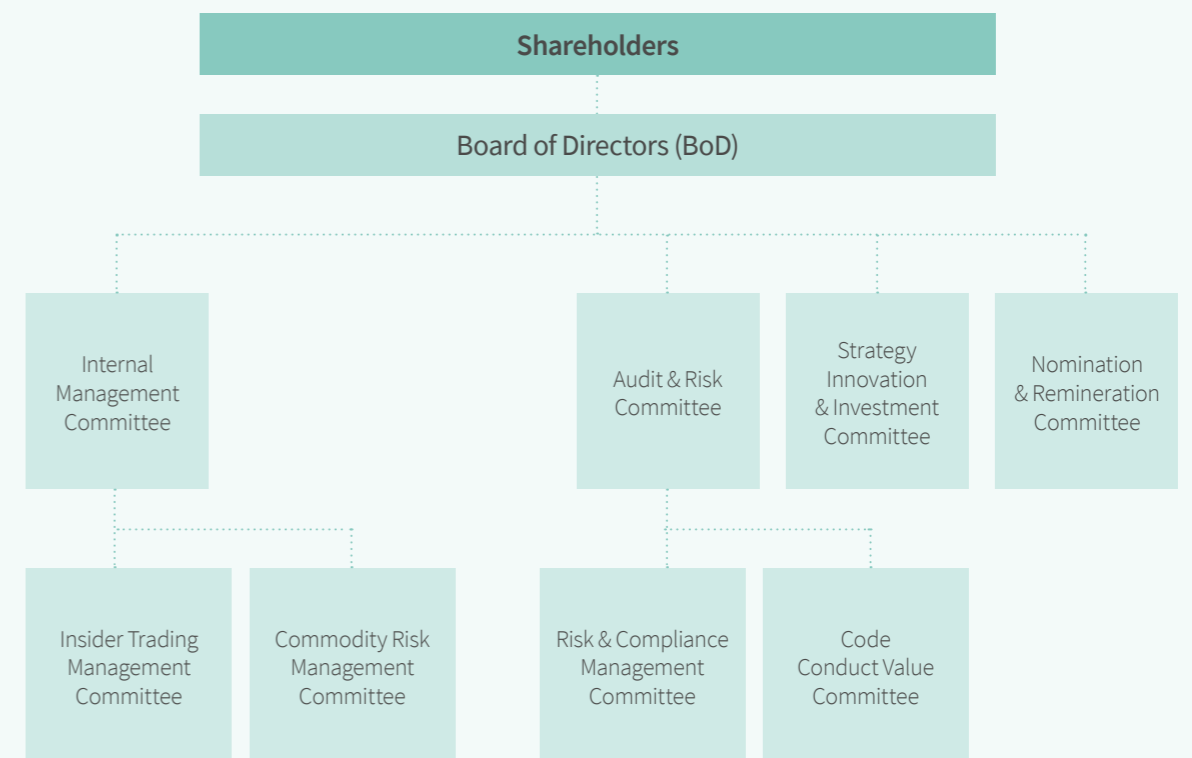 Shareholders
Board of Directors (BoD)
Internal
Management
Committee
Audit & Risk
Committee
Strategy
Innovation
& Investment
Committee
Nomination
& Remineration
Committee
Insider Trading
Management
Committee
Commodity Risk
Management
Committee
Risk & Compliance
Management
Committee
Code
Conduct Value
Committee